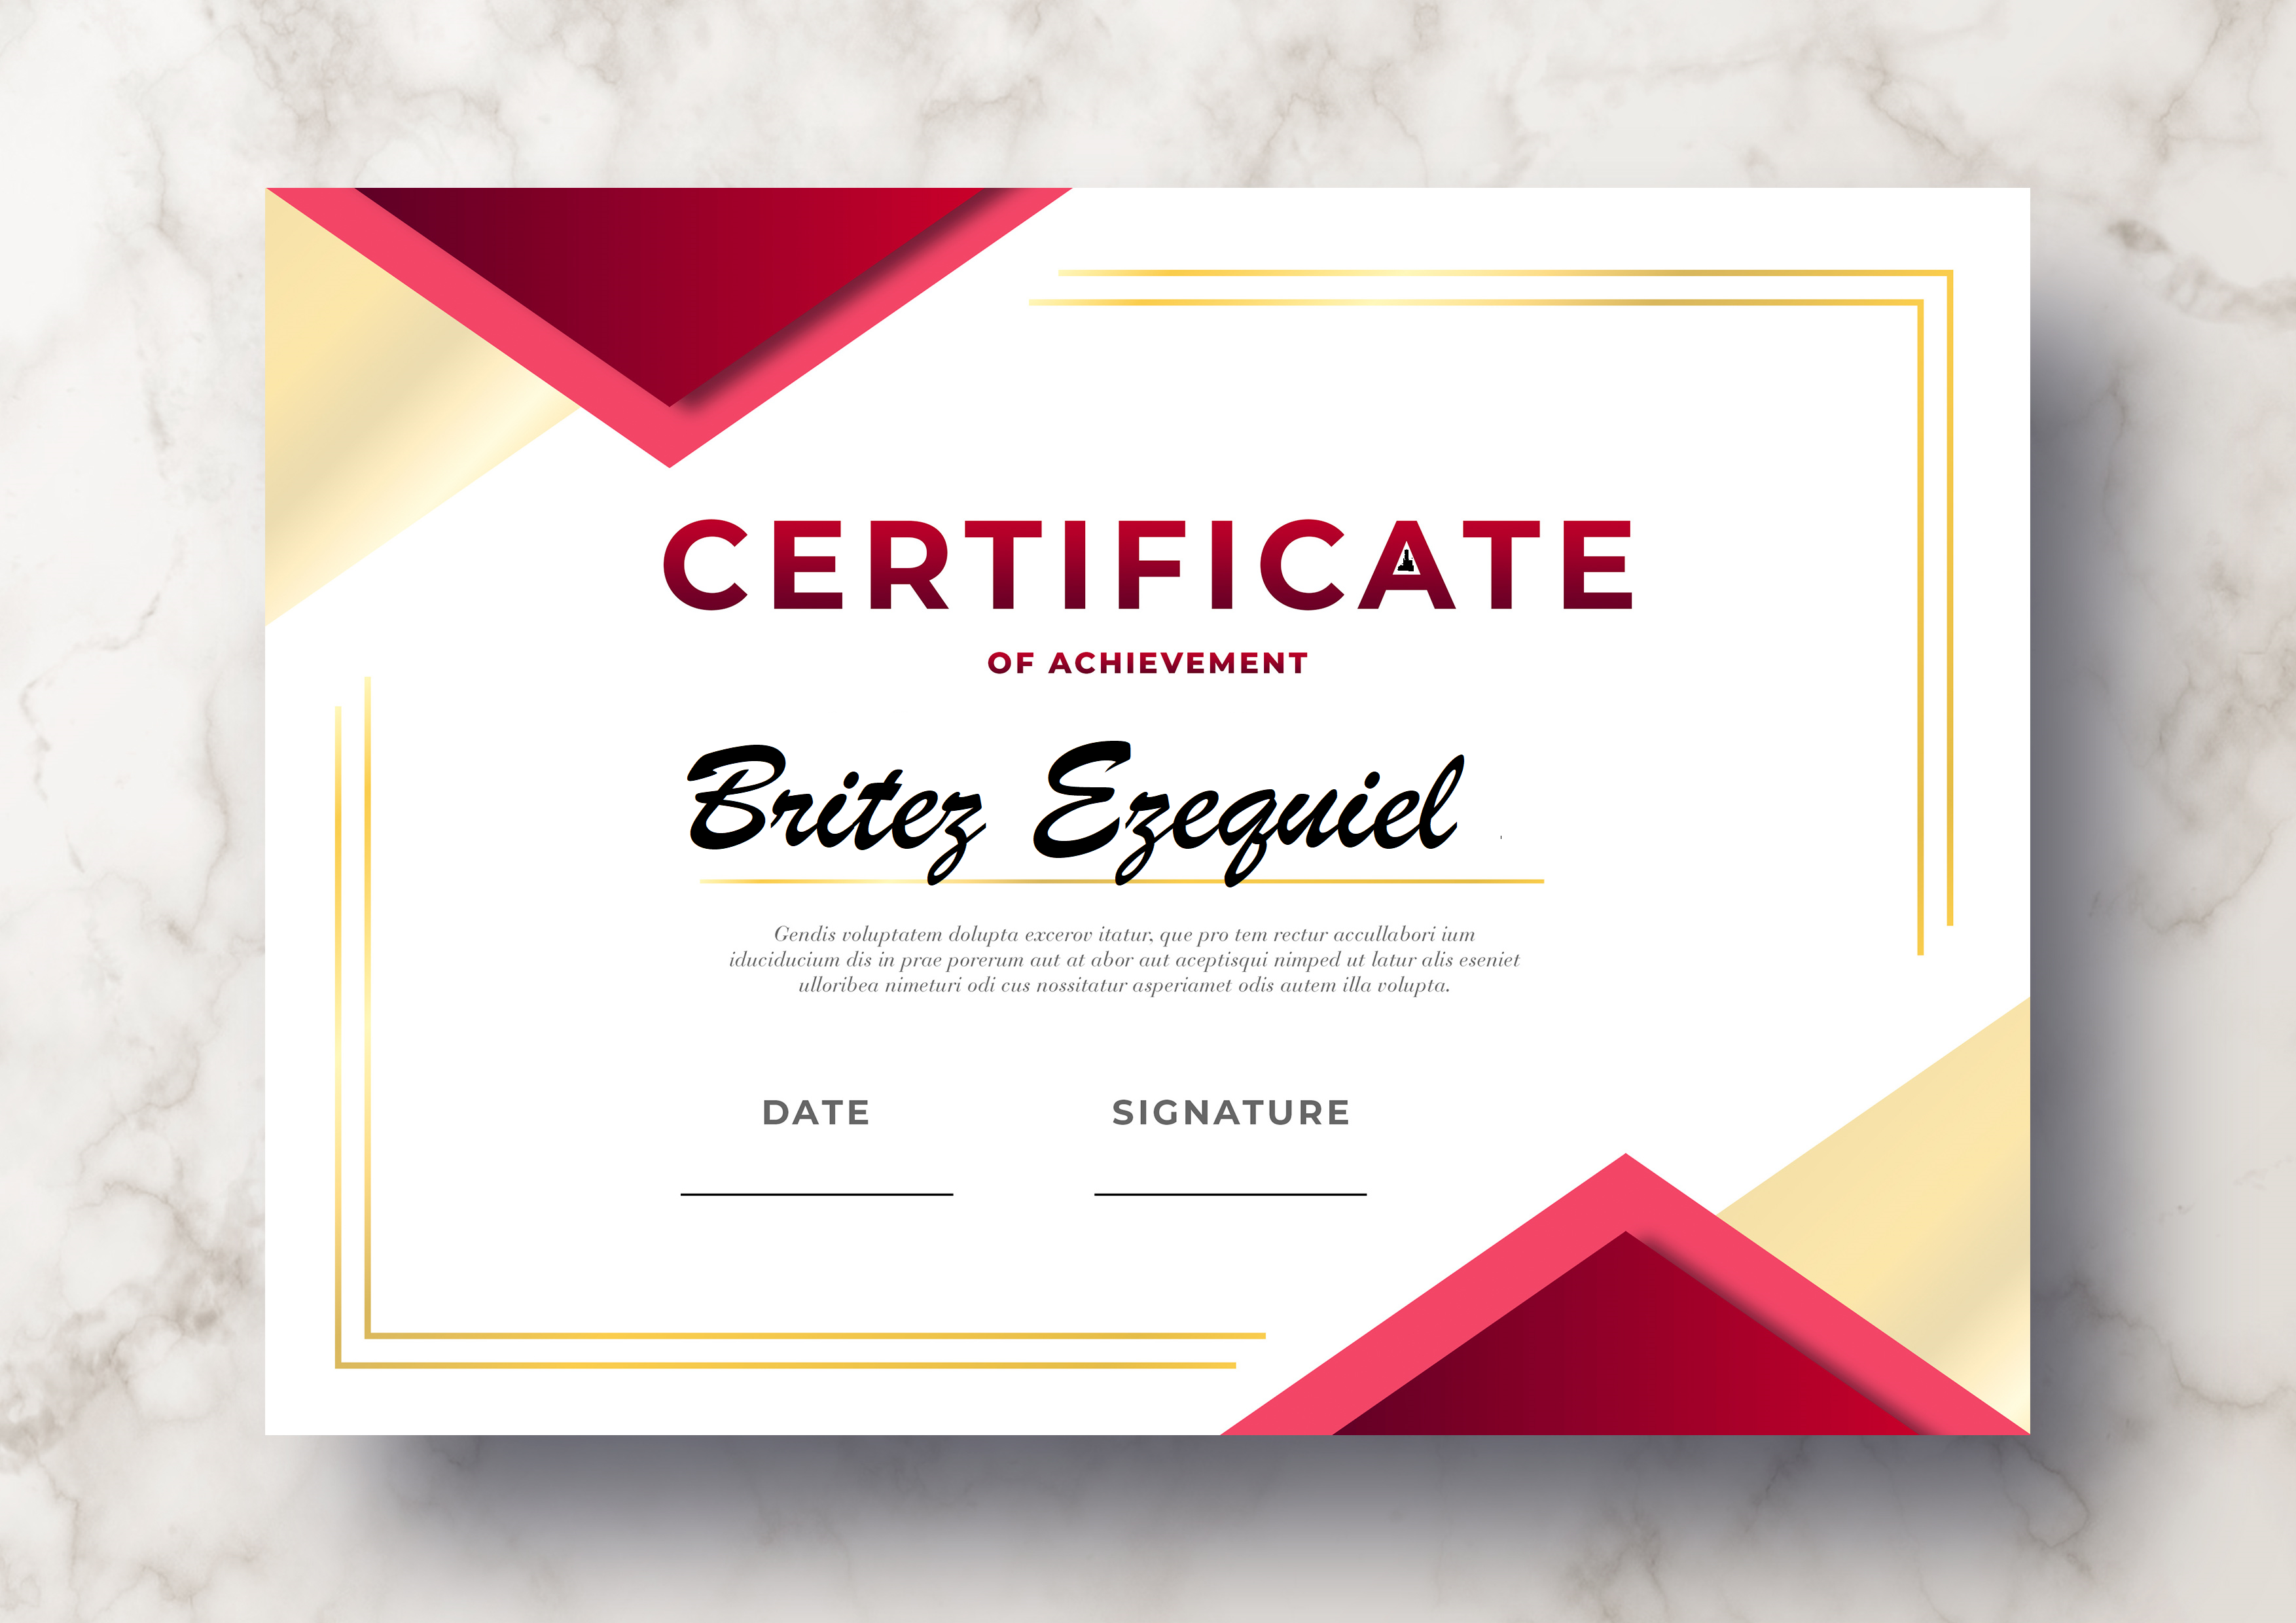 CERTIFICATE
OF ACHIEVEMENT
Britez Ezequiel
Gendis voluptatem dolupta excerov itatur, que pro tem rectur accullabori ium
iduciducium dis in prae porerum aut at abor aut aceptisqui nimped ut latur alis eseniet
ulloribea nimeturi odi cus nossitatur asperiamet odis autem illa volupta.
DATE SIGNATURE